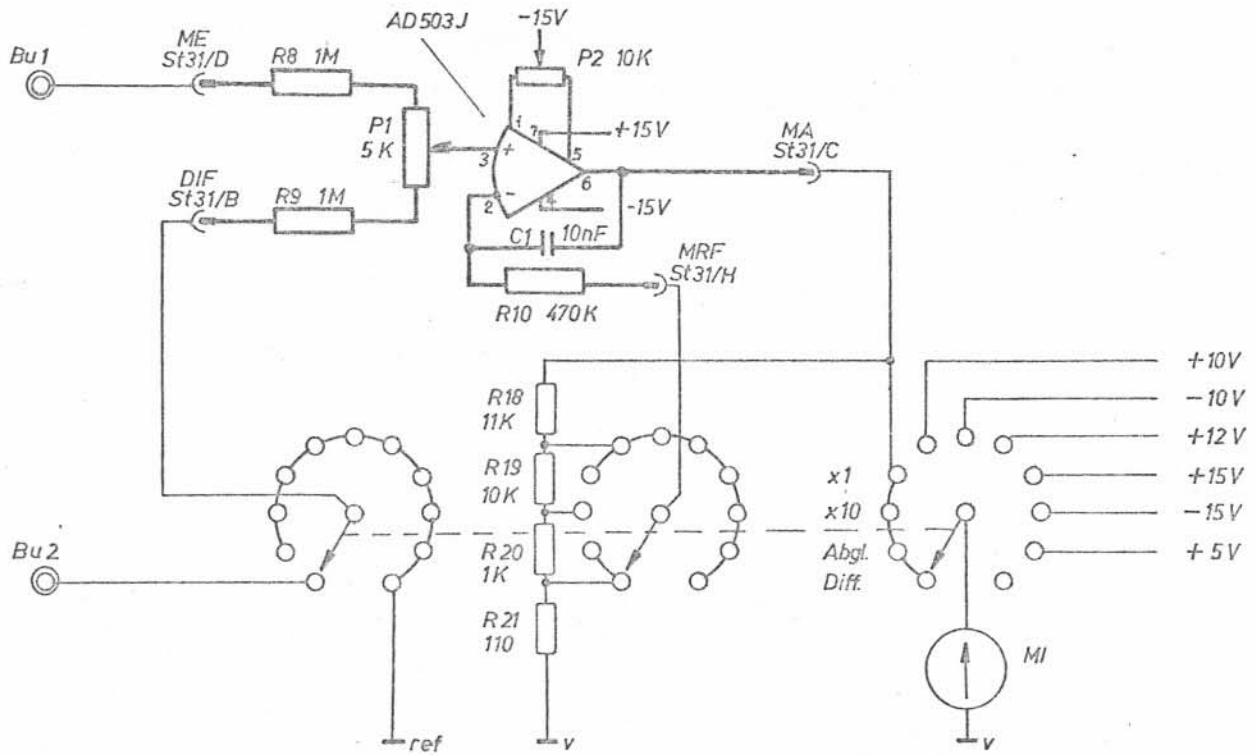 AD503J
-15V
ME
St31/D
Bu1
R8 1M
P2 10K
P1
5K
1
7
+15V
MA
St31/C
3
+
5
6
DIF
St31/B
R9 1M
2
-
4
-15V
C1
10nF
MRF
St31/H
R10 470K
+10V
-10V
R18
11K
+12V
R19
10K
x1
+15V
x10
-15V
Bu2
R20
1K
Abgl.
+5V
Diff.
R21
110
MI
ref
v
v